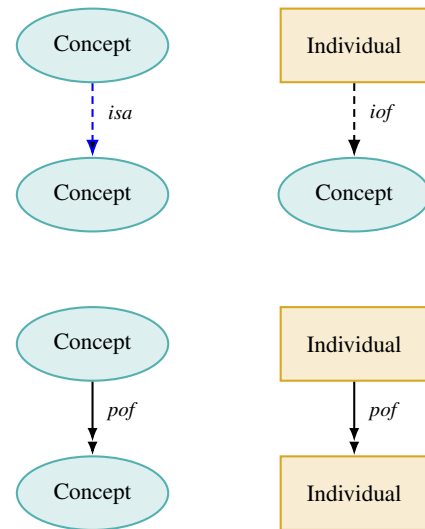 Concept
Individual
isa
iof
Concept
Concept
Concept
Individual
pof
pof
Concept
Individual